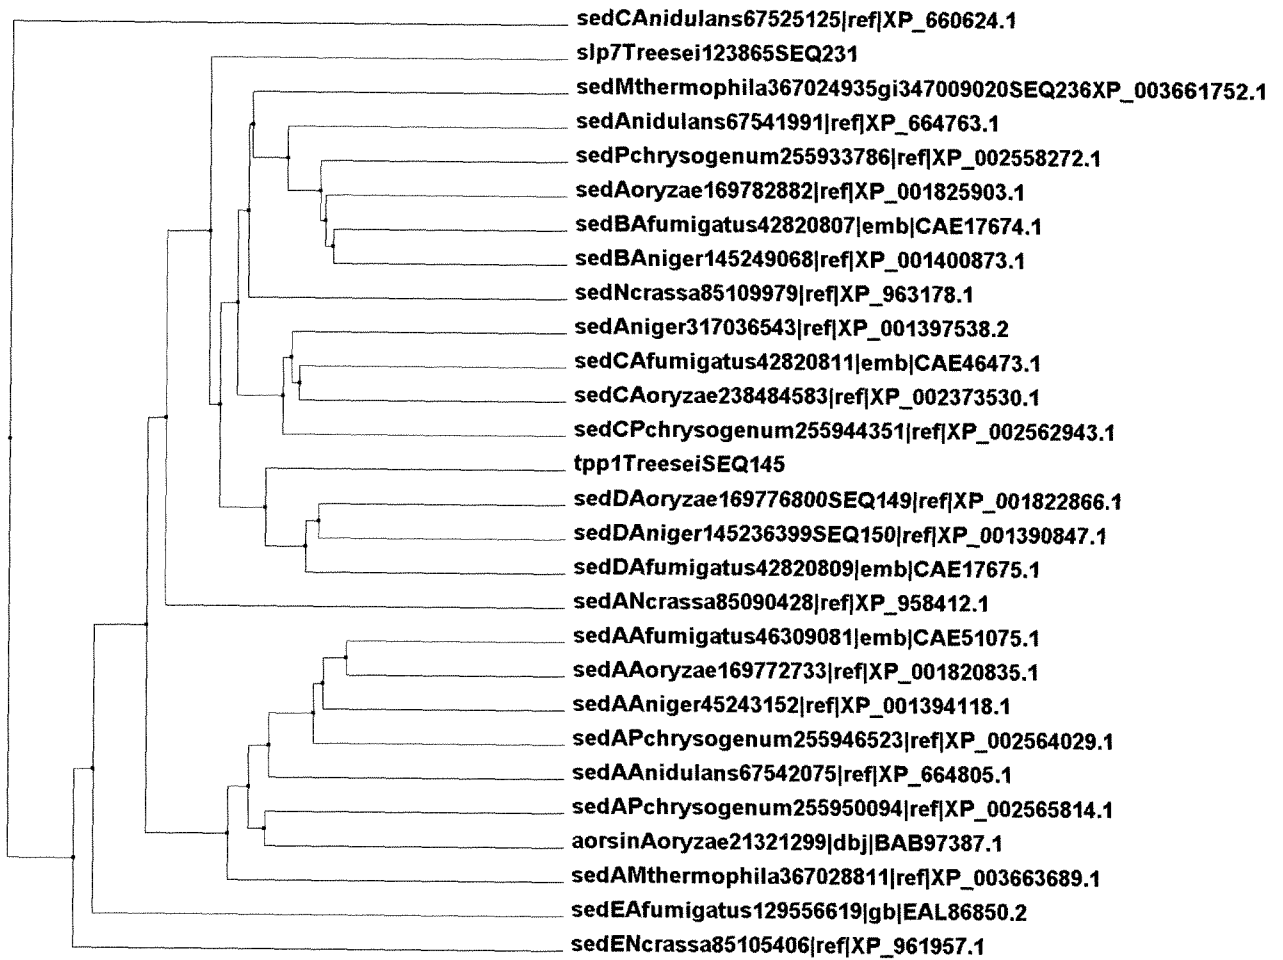 sedCAnidulans67525125|ref|XP_660624.1
slp7Treesei123865SEQ231
sedMthermophila367024935gi347009020SEQ236XP_003661752.1
sedAnidulans67541991|ref|XP_664763.1
sedPchrysogenum255933786|ref|XP_002558272.1
sedAoryzae169782882|ref|XP_001825903.1
sedBAfumigatus42820807|emb|CAE17674.1
sedBAniger145249068|ref|XP_001400873.1
sedNcrassa85109979|ref|XP_963178.1
sedAniger317036543|ref|XP_001397538.2
sedCAfumigatus42820811|emb|CAE46473.1
sedCAoryzae238484583|ref|XP_002373530.1
sedCPchrysogenum255944351|ref|XP_002562943.1
tpp1TreeseiSEQ145
sedDAoryzae169776800SEQ149|ref|XP_001822866.1
sedDAniger145236399SEQ150|ref|XP_001390847.1
sedDAfumigatus42820809|emb|CAE17675.1
sedANcrassa85090428|ref|XP_958412.1
sedAAfumigatus46309081|emb|CAE51075.1
sedAAoryzae169772733|ref|XP_001820835.1
sedAAniger45243152|ref|XP_001394118.1
sedAPchrysogenum255946523|ref|XP_002564029.1
sedAAnidulans67542075|ref|XP_664805.1
sedAPchrysogenum255950094|ref|XP_002565814.1
aorsinAoryzae21321299|dbj|BAB97387.1
sedAMthermophila367028811|ref|XP_003663689.1
sedEAfumigatus129556619|gb|EAL86850.2
sedENcrassa85105406|ref|XP_961957.1